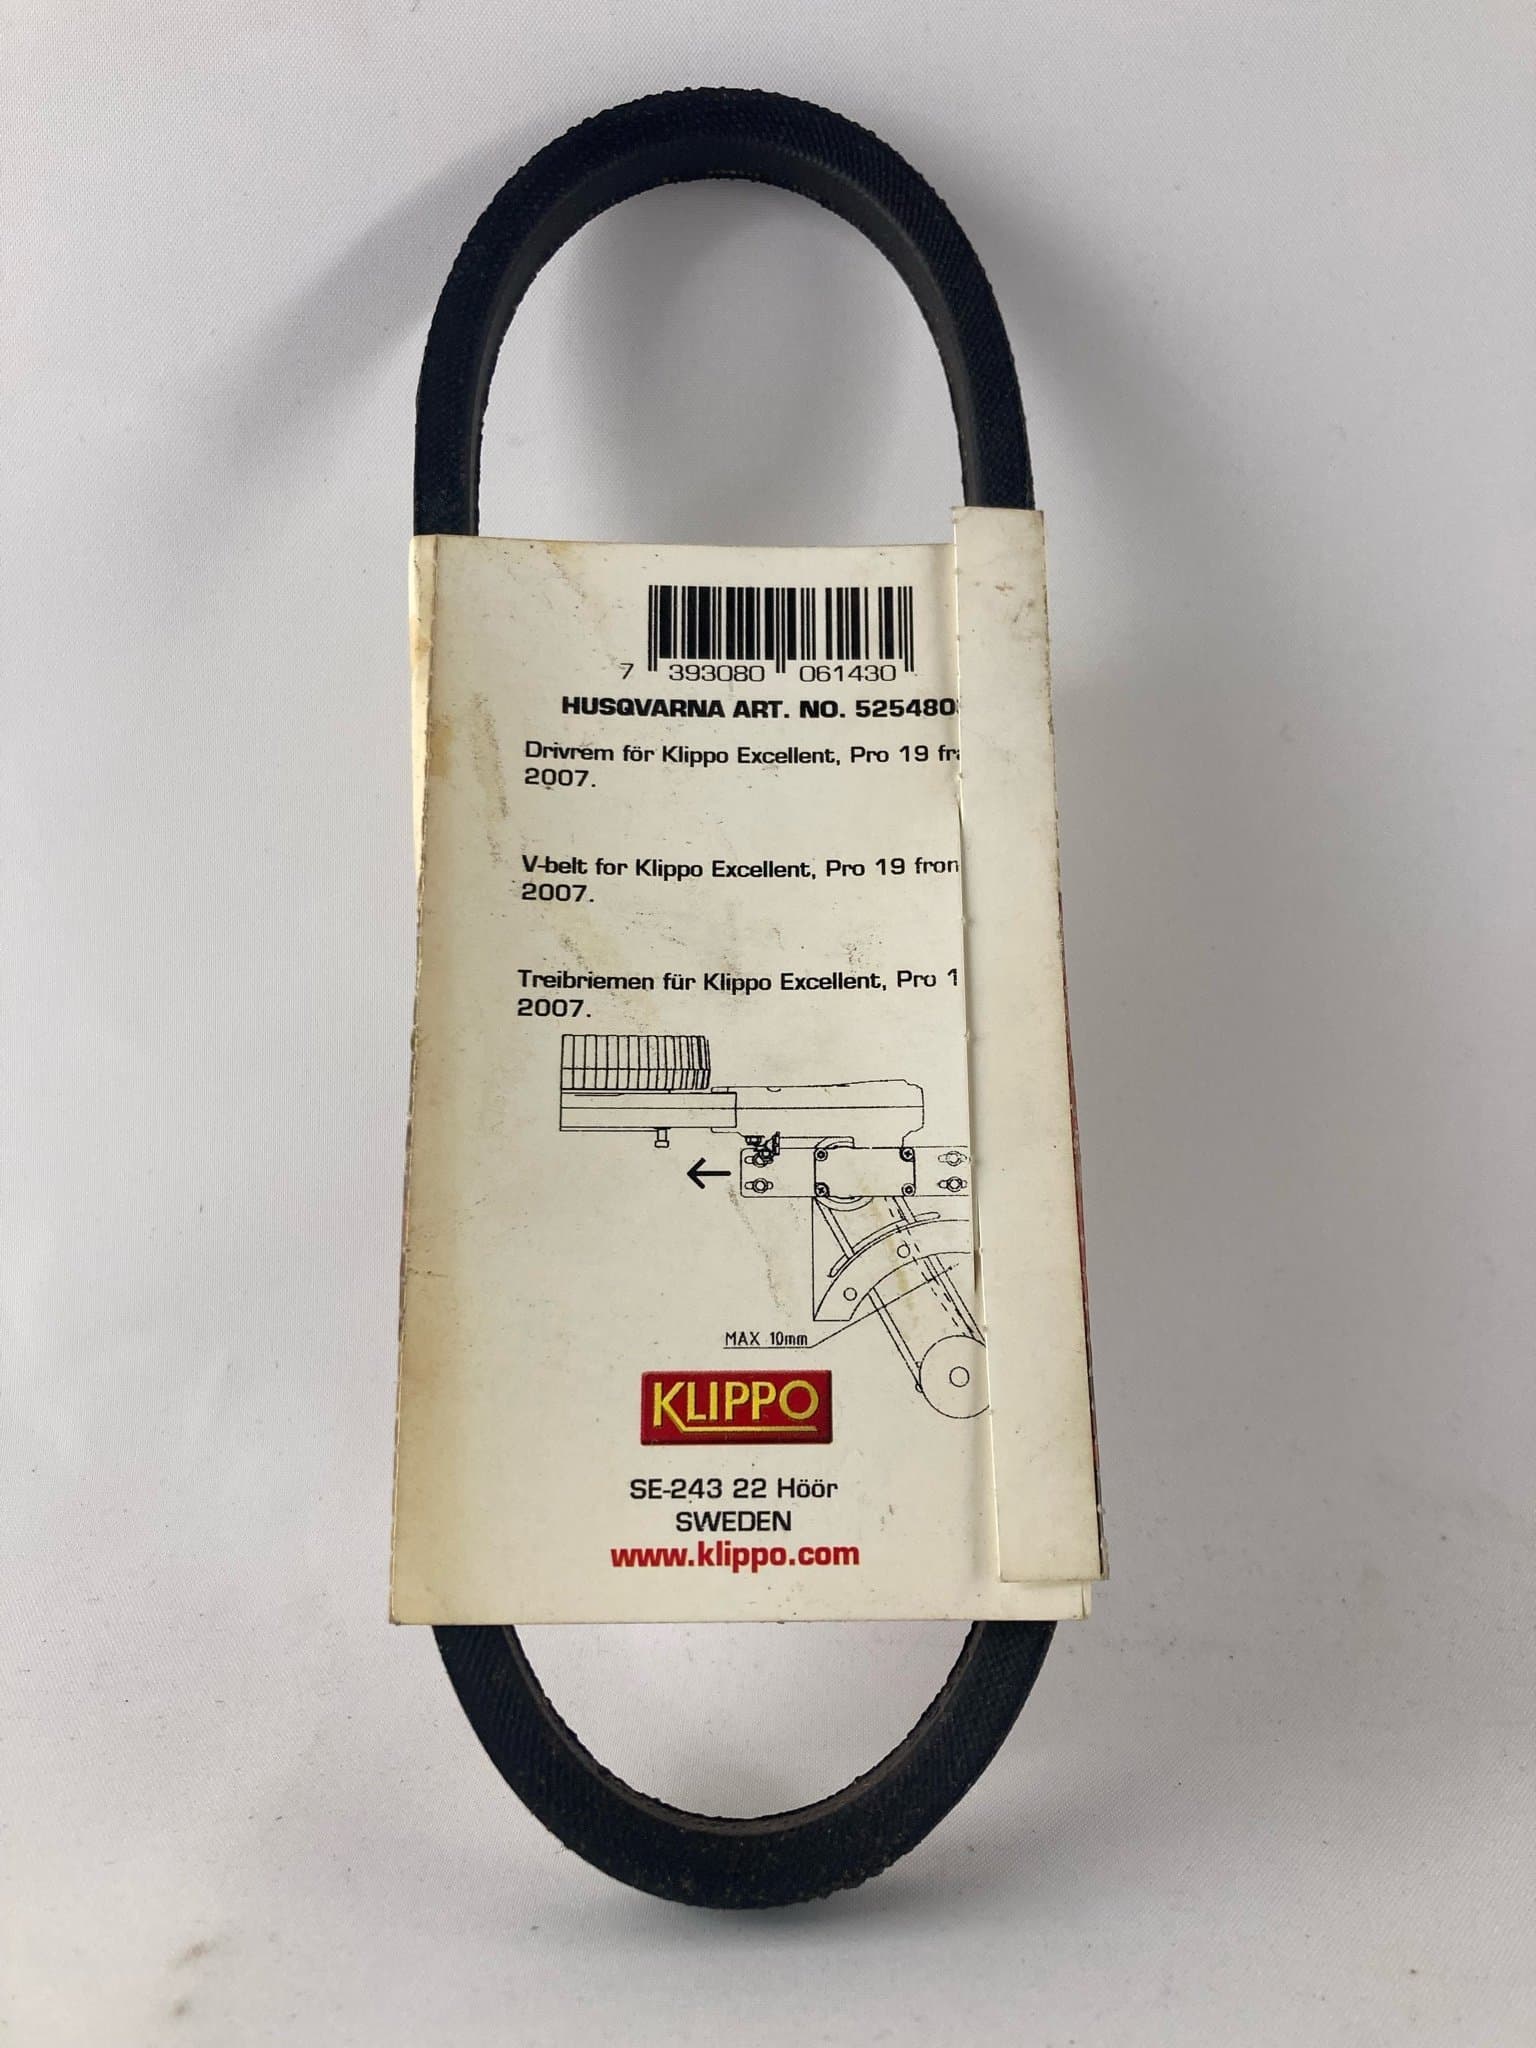 7 393080 061430
HUSQVARNA ART. NO. 525480
Drivrem för Klippo Excellent, Pro 19
2007.
V-belt for Klippo Excellent, Pro 19
2007.
Treibriemen für Klippo Excellent, Pro
2007.
MAX 10mm
KLIPPO
SE-243 22 Höör
SWEDEN
www.klippo.com